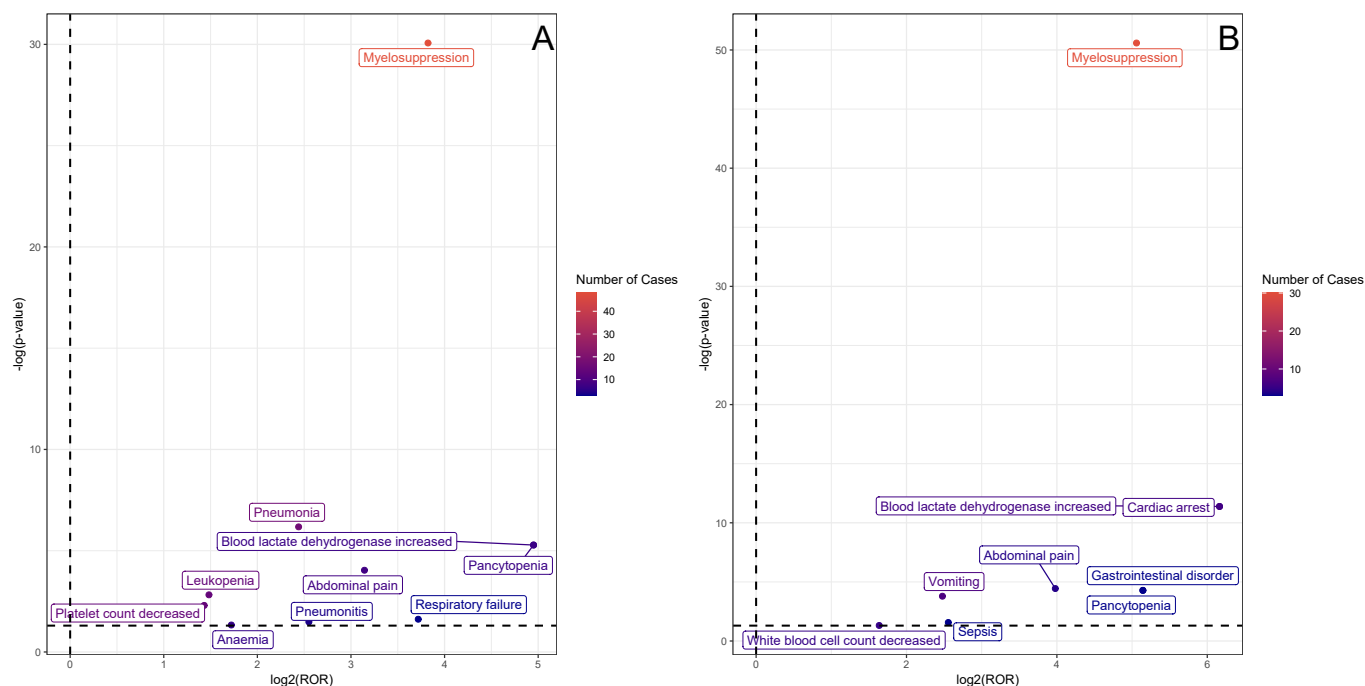 A
Myelosuppression
Pneumonia
Blood lactate dehydrogenase increased
Pancytopenia
Leukopenia
Abdominal pain
Platelet count decreased
Pneumonitis
Respiratory failure
Anaemia
30
20
10
0
0
1
2
3
4
5
-log(p-value)
log2(ROR)
Number of Cases
40
30
20
10
B
Myelosuppression
Blood lactate dehydrogenase increased
Cardiac arrest
Abdominal pain
Vomiting
Gastrointestinal disorder
Pancytopenia
Sepsis
White blood cell count decreased
50
40
30
20
10
0
0
2
4
6
-log(p-value)
log2(ROR)
Number of Cases
30
20
10